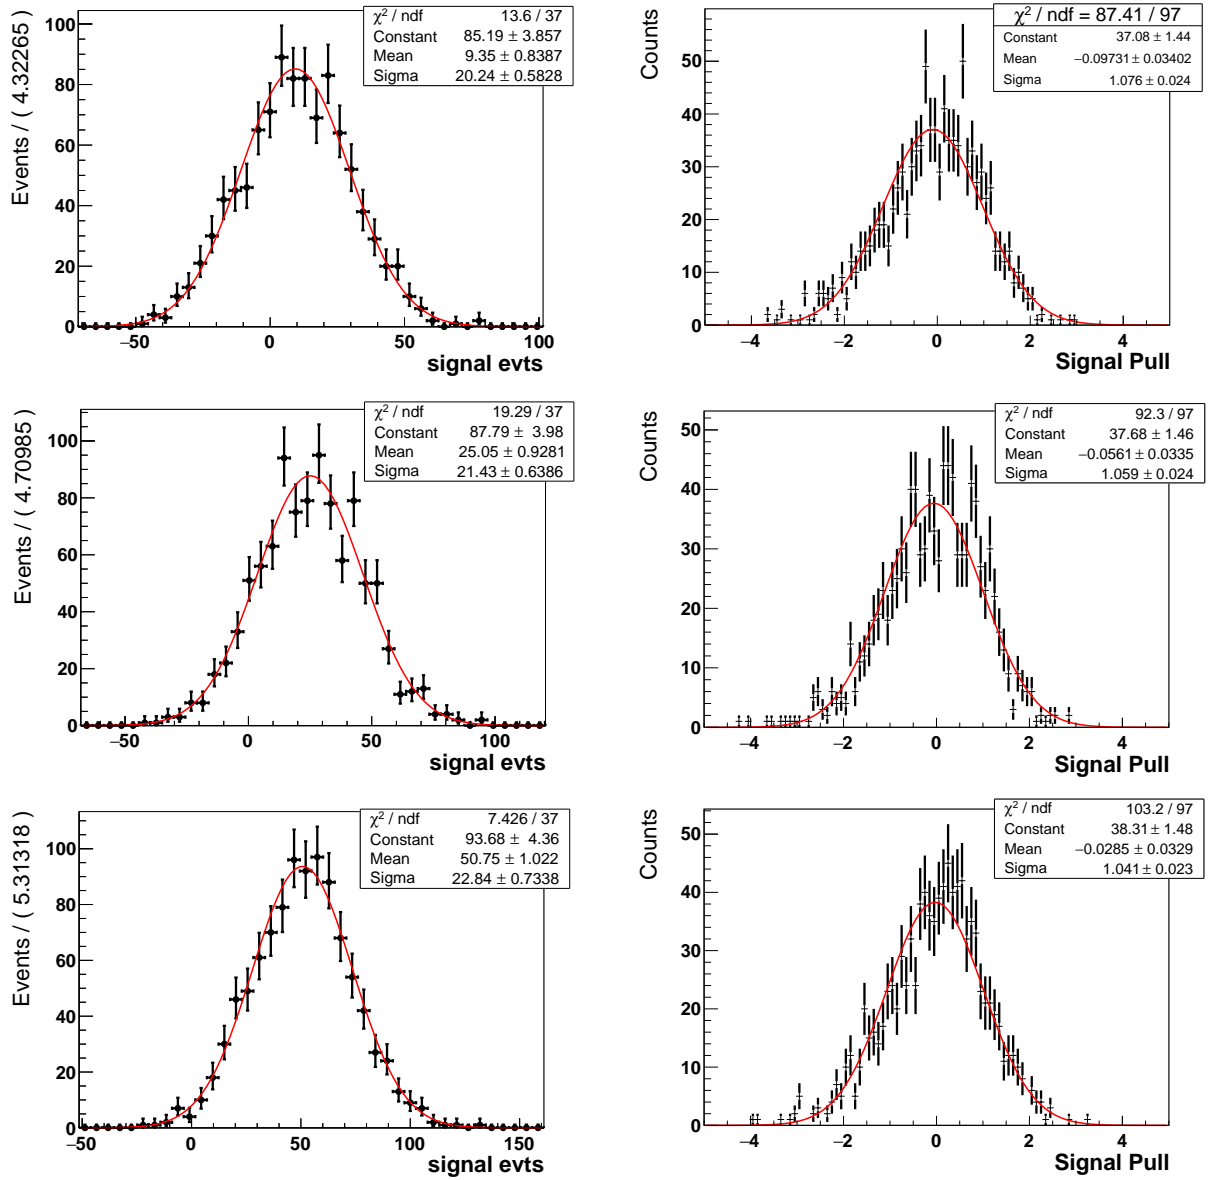 Events / ( 4.32265 )
100
80
60
40
20
0
−50
0
50
100
signal evts
χ² / ndf 13.6 / 37
Constant 85.19 ± 3.857
Mean 9.35 ± 0.8387
Sigma 20.24 ± 0.5828
Counts
50
40
30
20
10
0
−4
−2
0
2
4
Signal Pull
χ² / ndf = 87.41 / 97
Constant 37.08 ± 1.44
Mean −0.09731 ± 0.03402
Sigma 1.076 ± 0.024
Events / ( 4.70985 )
100
80
60
40
20
0
−50
0
50
100
signal evts
χ² / ndf 19.29 / 37
Constant 87.79 ± 3.98
Mean 25.05 ± 0.9281
Sigma 21.43 ± 0.6386
Counts
50
40
30
20
10
0
−4
−2
0
2
4
Signal Pull
χ² / ndf 92.3 / 97
Constant 37.68 ± 1.46
Mean −0.0561 ± 0.0335
Sigma 1.059 ± 0.024
Events / ( 5.31318 )
100
80
60
40
20
0
−50
0
50
100
150
signal evts
χ² / ndf 7.426 / 37
Constant 93.68 ± 4.36
Mean 50.75 ± 1.022
Sigma 22.84 ± 0.7338
Counts
50
40
30
20
10
0
−4
−2
0
2
4
Signal Pull
χ² / ndf 103.2 / 97
Constant 38.31 ± 1.48
Mean −0.0285 ± 0.0329
Sigma 1.041 ± 0.023